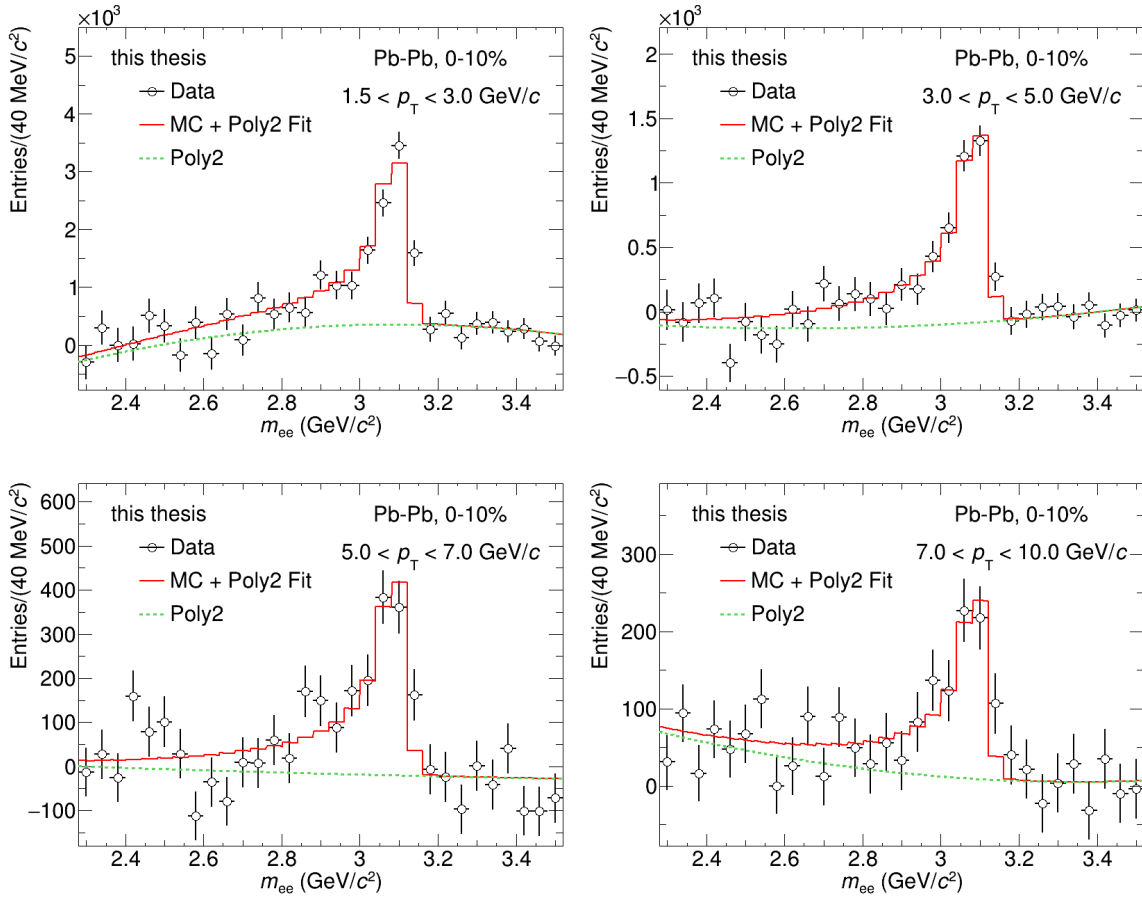 ×10³
Entries/(40 MeV/c²)
this thesis
Pb-Pb, 0-10%
Data
1.5 < p_T < 3.0 GeV/c
MC + Poly2 Fit
Poly2
5
4
3
2
1
0
2.4 2.6 2.8 3 3.2 3.4
m_ee (GeV/c²)
×10³
Entries/(40 MeV/c²)
this thesis
Pb-Pb, 0-10%
Data
3.0 < p_T < 5.0 GeV/c
MC + Poly2 Fit
Poly2
2
1.5
1
0.5
0
−0.5
2.4 2.6 2.8 3 3.2 3.4
m_ee (GeV/c²)
Entries/(40 MeV/c²)
this thesis
Pb-Pb, 0-10%
Data
5.0 < p_T < 7.0 GeV/c
MC + Poly2 Fit
Poly2
600
500
400
300
200
100
0
−100
2.4 2.6 2.8 3 3.2 3.4
m_ee (GeV/c²)
Entries/(40 MeV/c²)
this thesis
Pb-Pb, 0-10%
Data
7.0 < p_T < 10.0 GeV/c
MC + Poly2 Fit
Poly2
300
200
100
0
2.4 2.6 2.8 3 3.2 3.4
m_ee (GeV/c²)